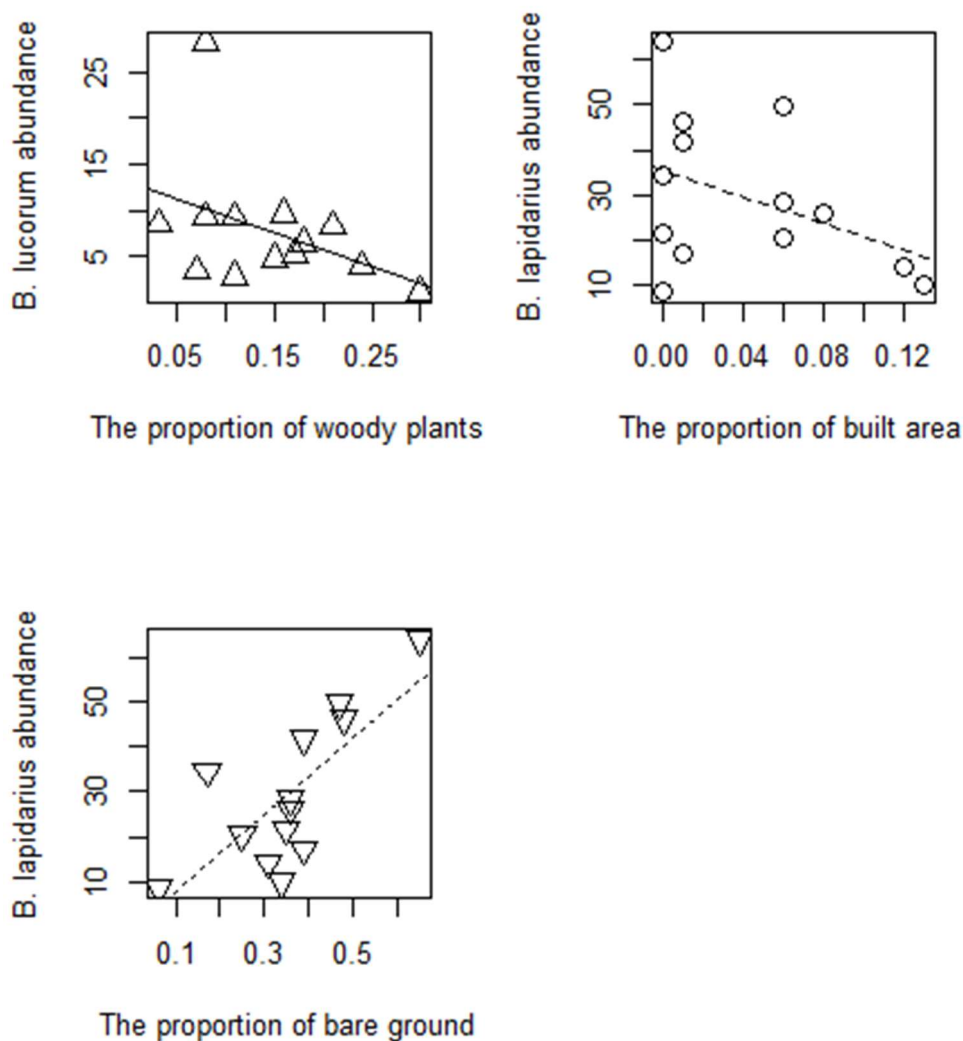 B. lucorum abundance
25
15
5
0.05 0.15 0.25
The proportion of woody plants
B. lapidarius abundance
50
30
10
0.00 0.04 0.08 0.12
The proportion of built area
B. lapidarius abundance
50
30
10
0.1 0.3 0.5
The proportion of bare ground